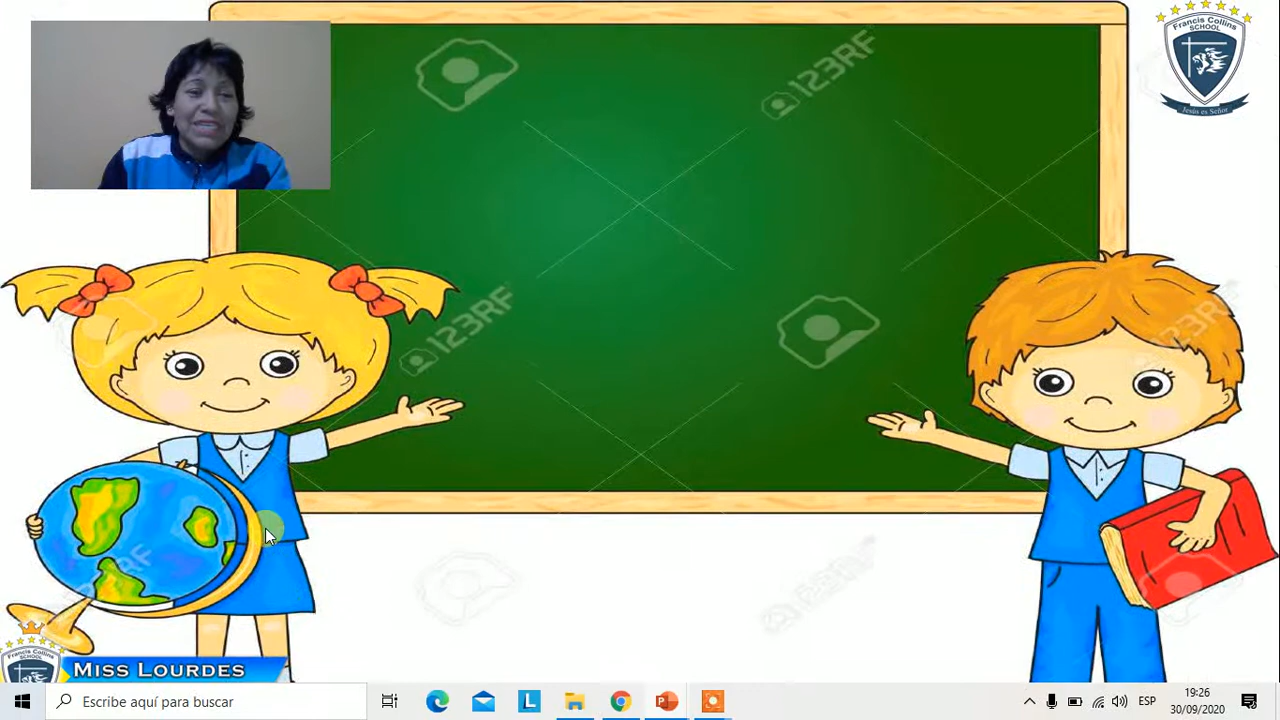 Francis Collins
SCHOOL
Jesús es Señor
123RF
123RF
123RF
123RF
123RF
MISS LOURDES
Escribe aquí para buscar
ESP
19:26
30/09/2020